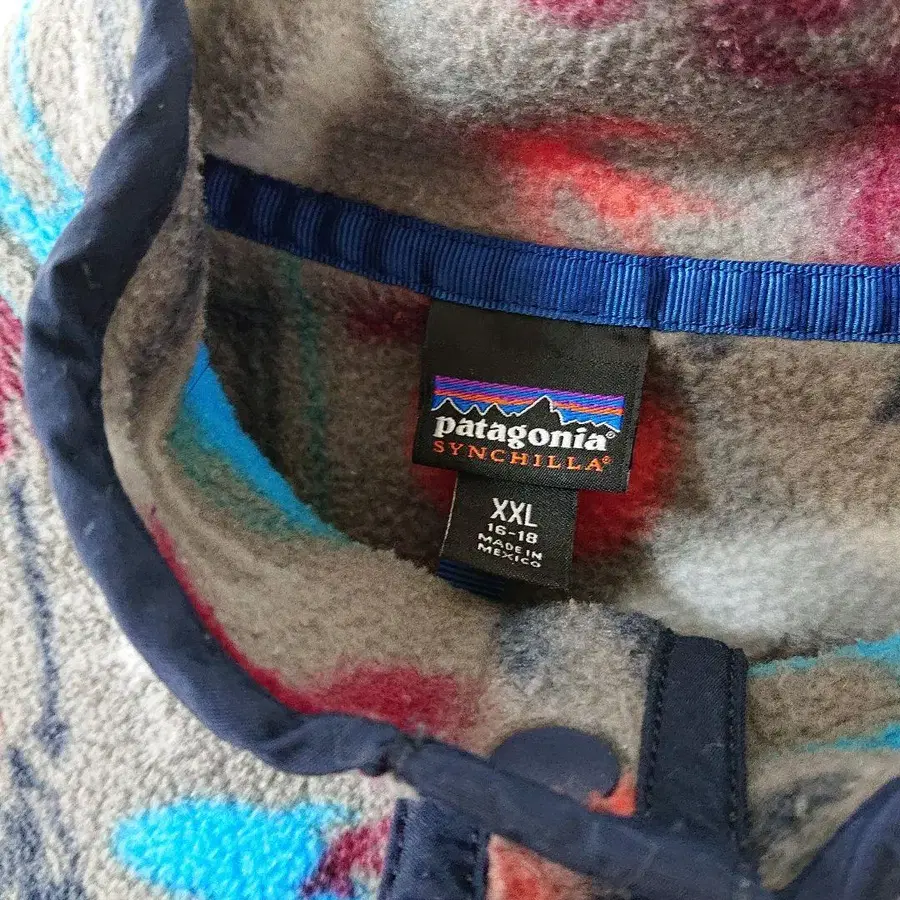 patagonia®
SYNCHILLA®
XXL
16-18
MADE IN
MEXICO